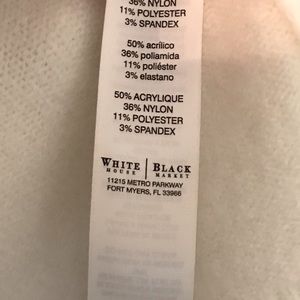 36% NYLON
11% POLYESTER
3% SPANDEX
50% acrílico
36% poliamida
11% poliéster
3% elastano
50% ACRYLIQUE
36% NYLON
11% POLYESTER
3% SPANDEX
WHITE | BLACK
HOUSE | MARKET
11215 METRO PARKWAY
FORT MYERS, FL 33966